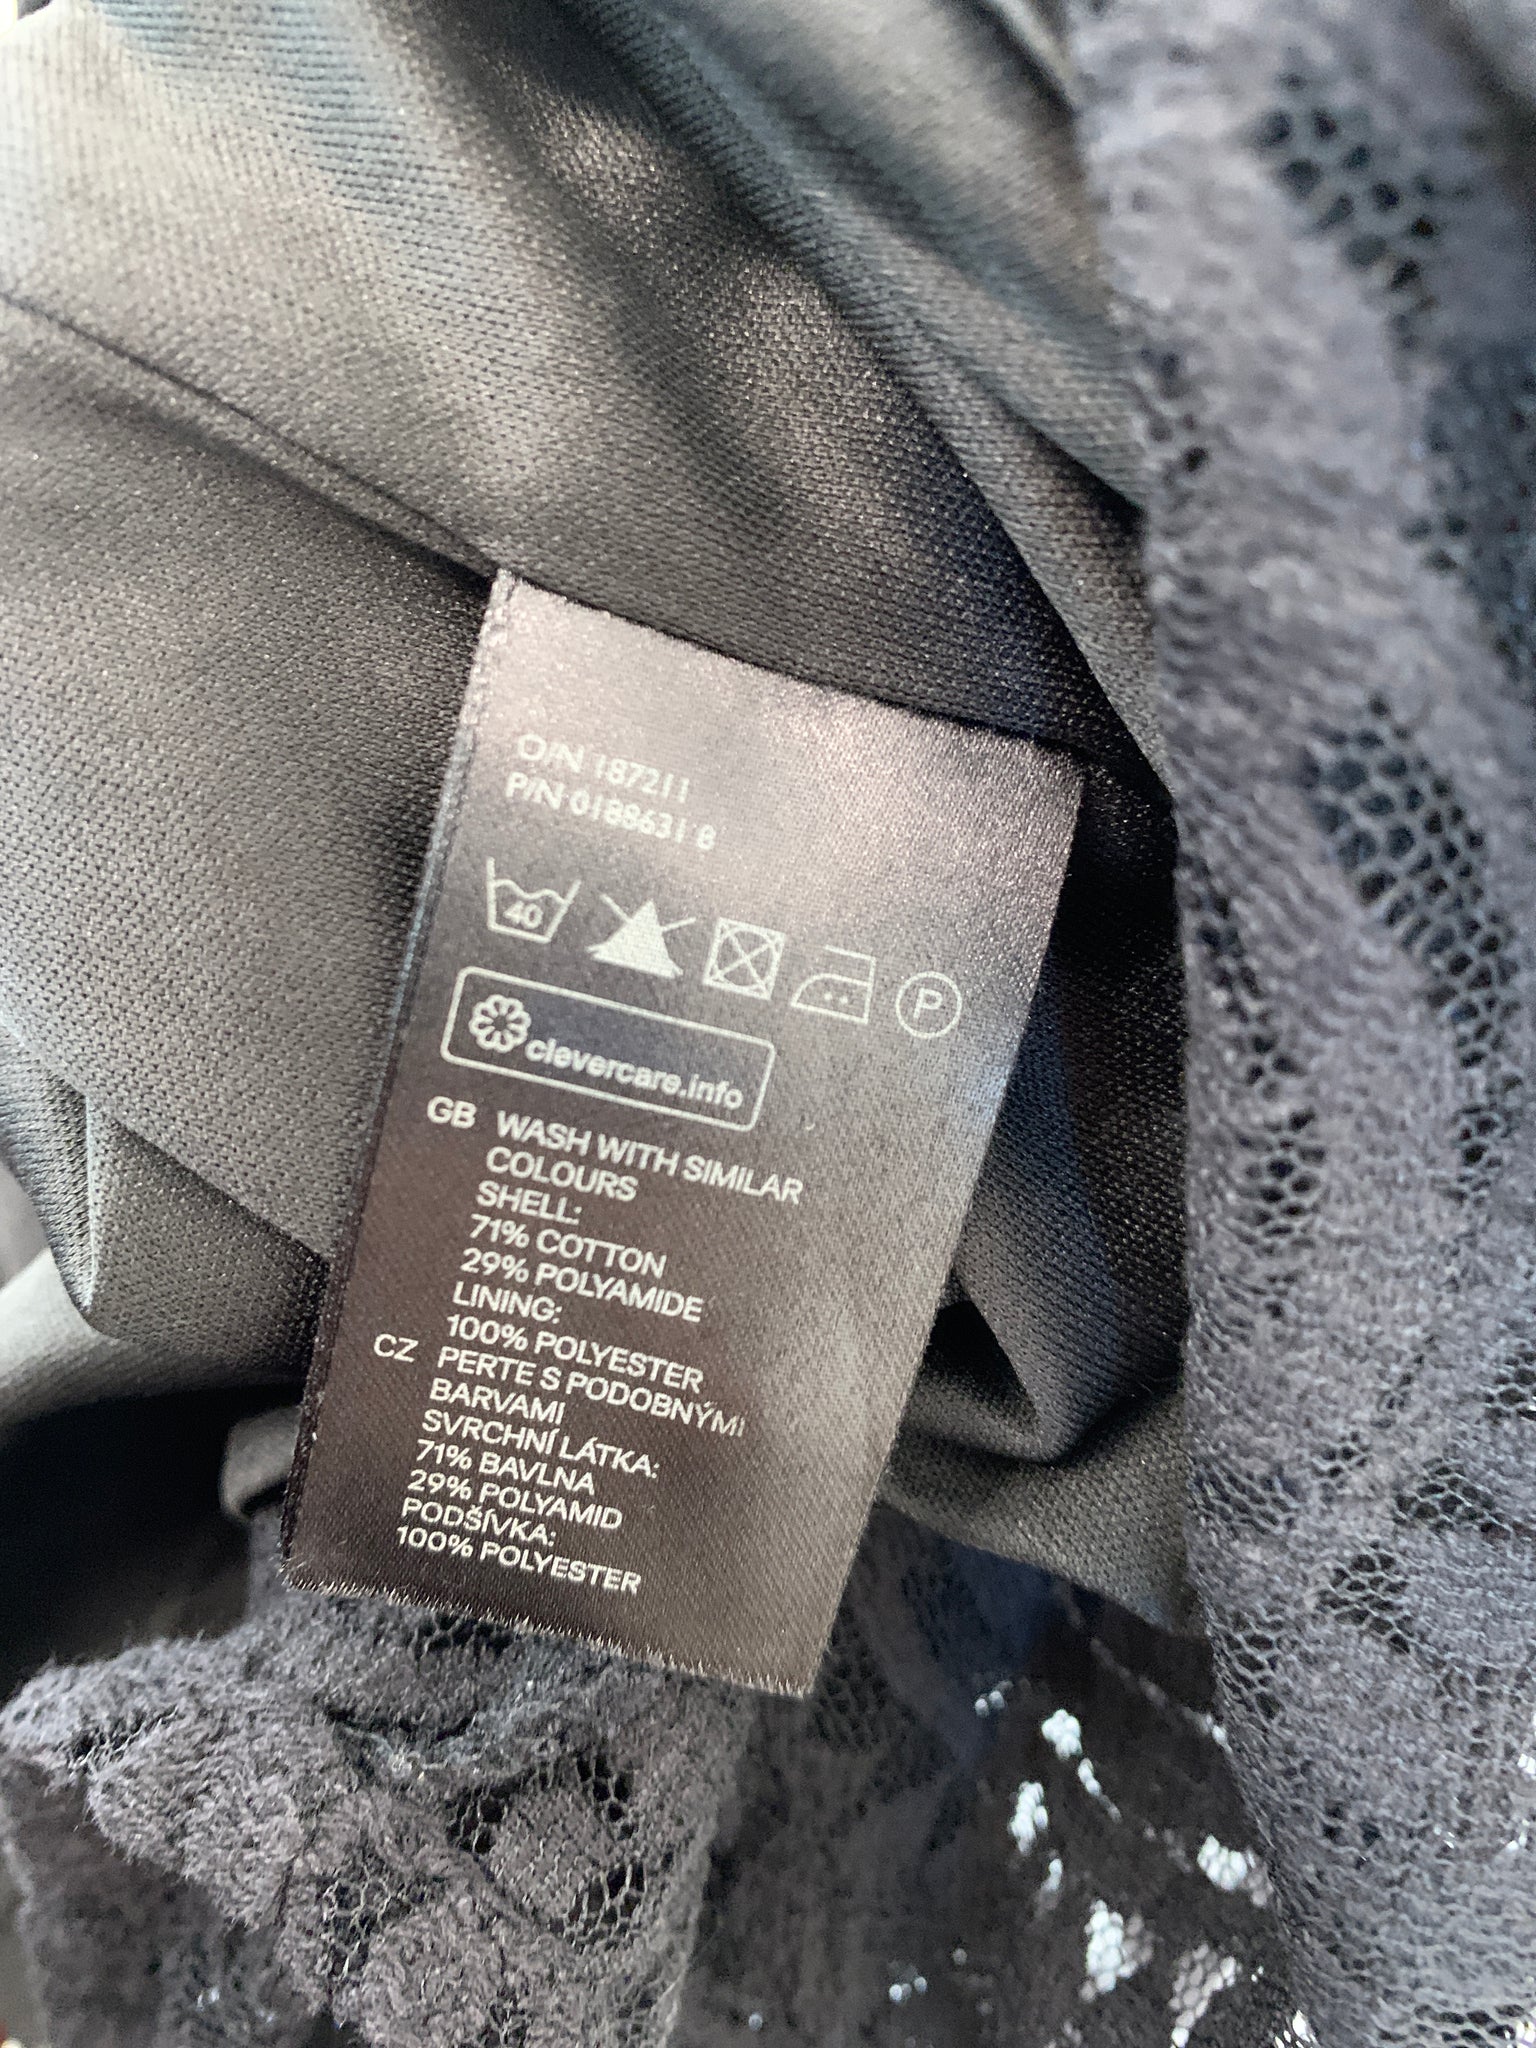 O/N 187211
P/N 0188631 8
40
P
clevercare.info
GB WASH WITH SIMILAR
COLOURS
SHELL:
71% COTTON
29% POLYAMIDE
LINING:
100% POLYESTER
CZ PERTE S PODOBNÝMI
BARVAMI
SVRCHNÍ LÁTKA:
71% BAVLNA
29% POLYAMID
PODŠÍVKA:
100% POLYESTER